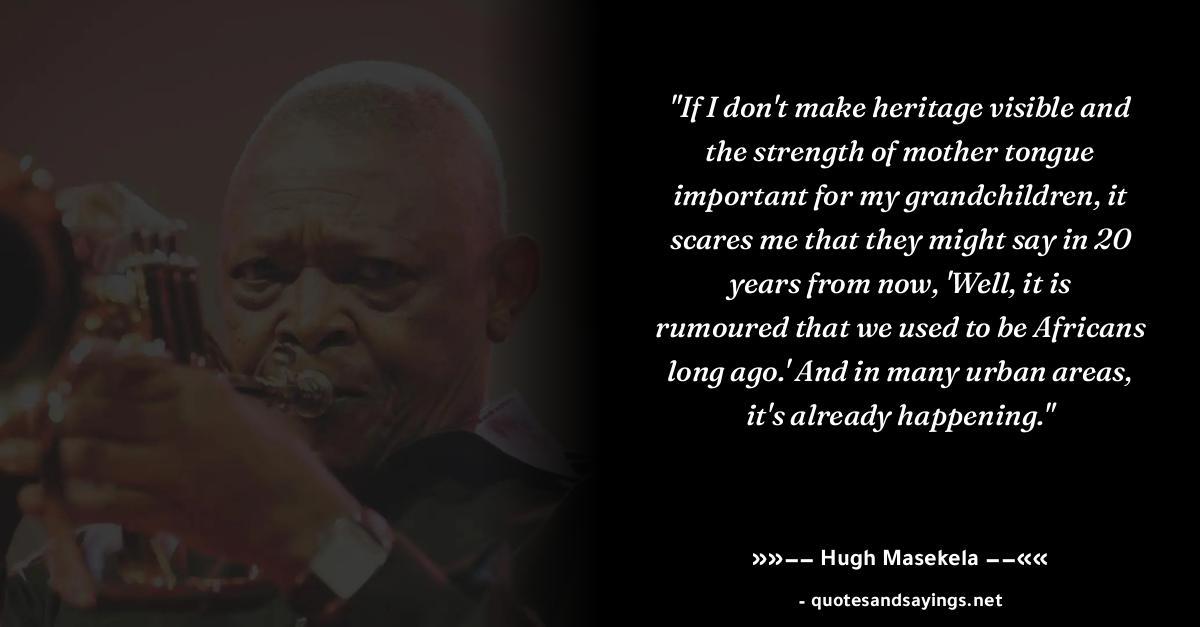 "If I don't make heritage visible and
the strength of mother tongue
important for my grandchildren, it
scares me that they might say in 20
years from now, 'Well, it is
rumoured that we used to be Africans
long ago.' And in many urban areas,
it's already happening."
»»−− Hugh Masekela −−««
- quotesandsayings.net